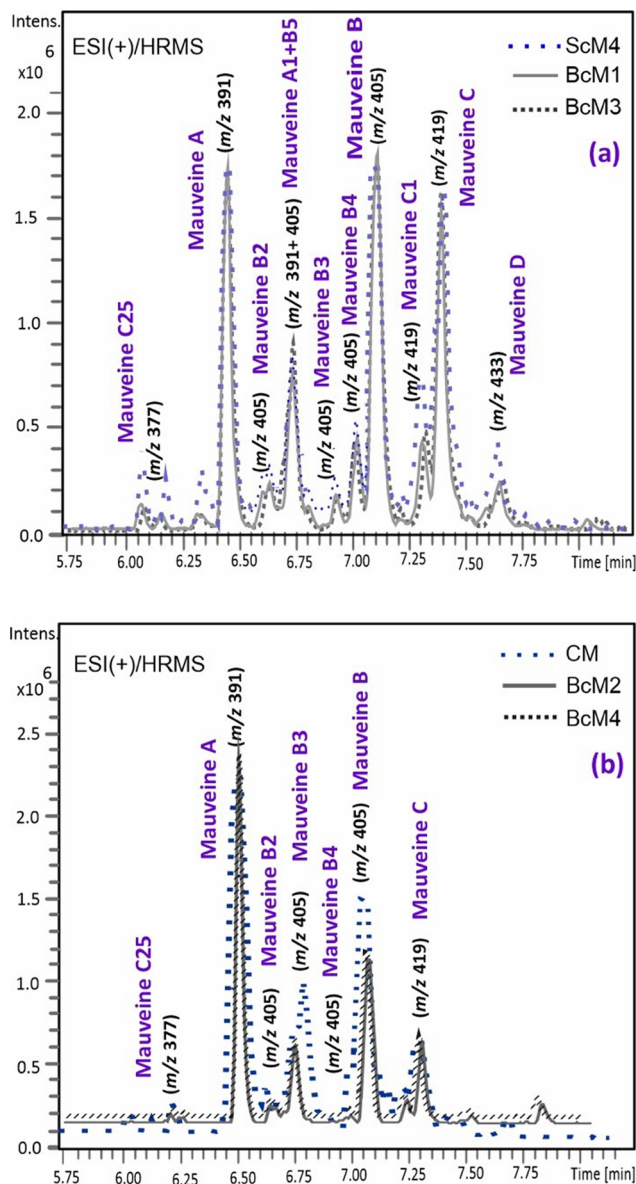 Intens.
6
x10
ESI(+)/HRMS
ScM4
BcM1
BcM3
(a)
2.0
1.5
1.0
0.5
0.0
Mauveine C25
(m/z 377)
Mauveine A
(m/z 391)
Mauveine B2
(m/z 405)
Mauveine A1+B5
(m/z 391+ 405)
Mauveine B3
(m/z 405)
Mauveine B4
(m/z 405)
Mauveine B
(m/z 405)
Mauveine C1
(m/z 419)
(m/z 419)
Mauveine C
(m/z 433)
Mauveine D
5.75 6.00 6.25 6.50 6.75 7.00 7.25 7.50 7.75 Time [min]
Intens.
6
x10
ESI(+)/HRMS
CM
BcM2
BcM4
(b)
2.5
2.0
1.5
1.0
0.5
0.0
Mauveine C25
(m/z 377)
Mauveine A
(m/z 391)
Mauveine B2
(m/z 405)
Mauveine B3
(m/z 405)
Mauveine B4
(m/z 405)
Mauveine B
(m/z 405)
Mauveine C
(m/z 419)
5.75 6.00 6.25 6.50 6.75 7.00 7.25 7.50 7.75 Time [min]